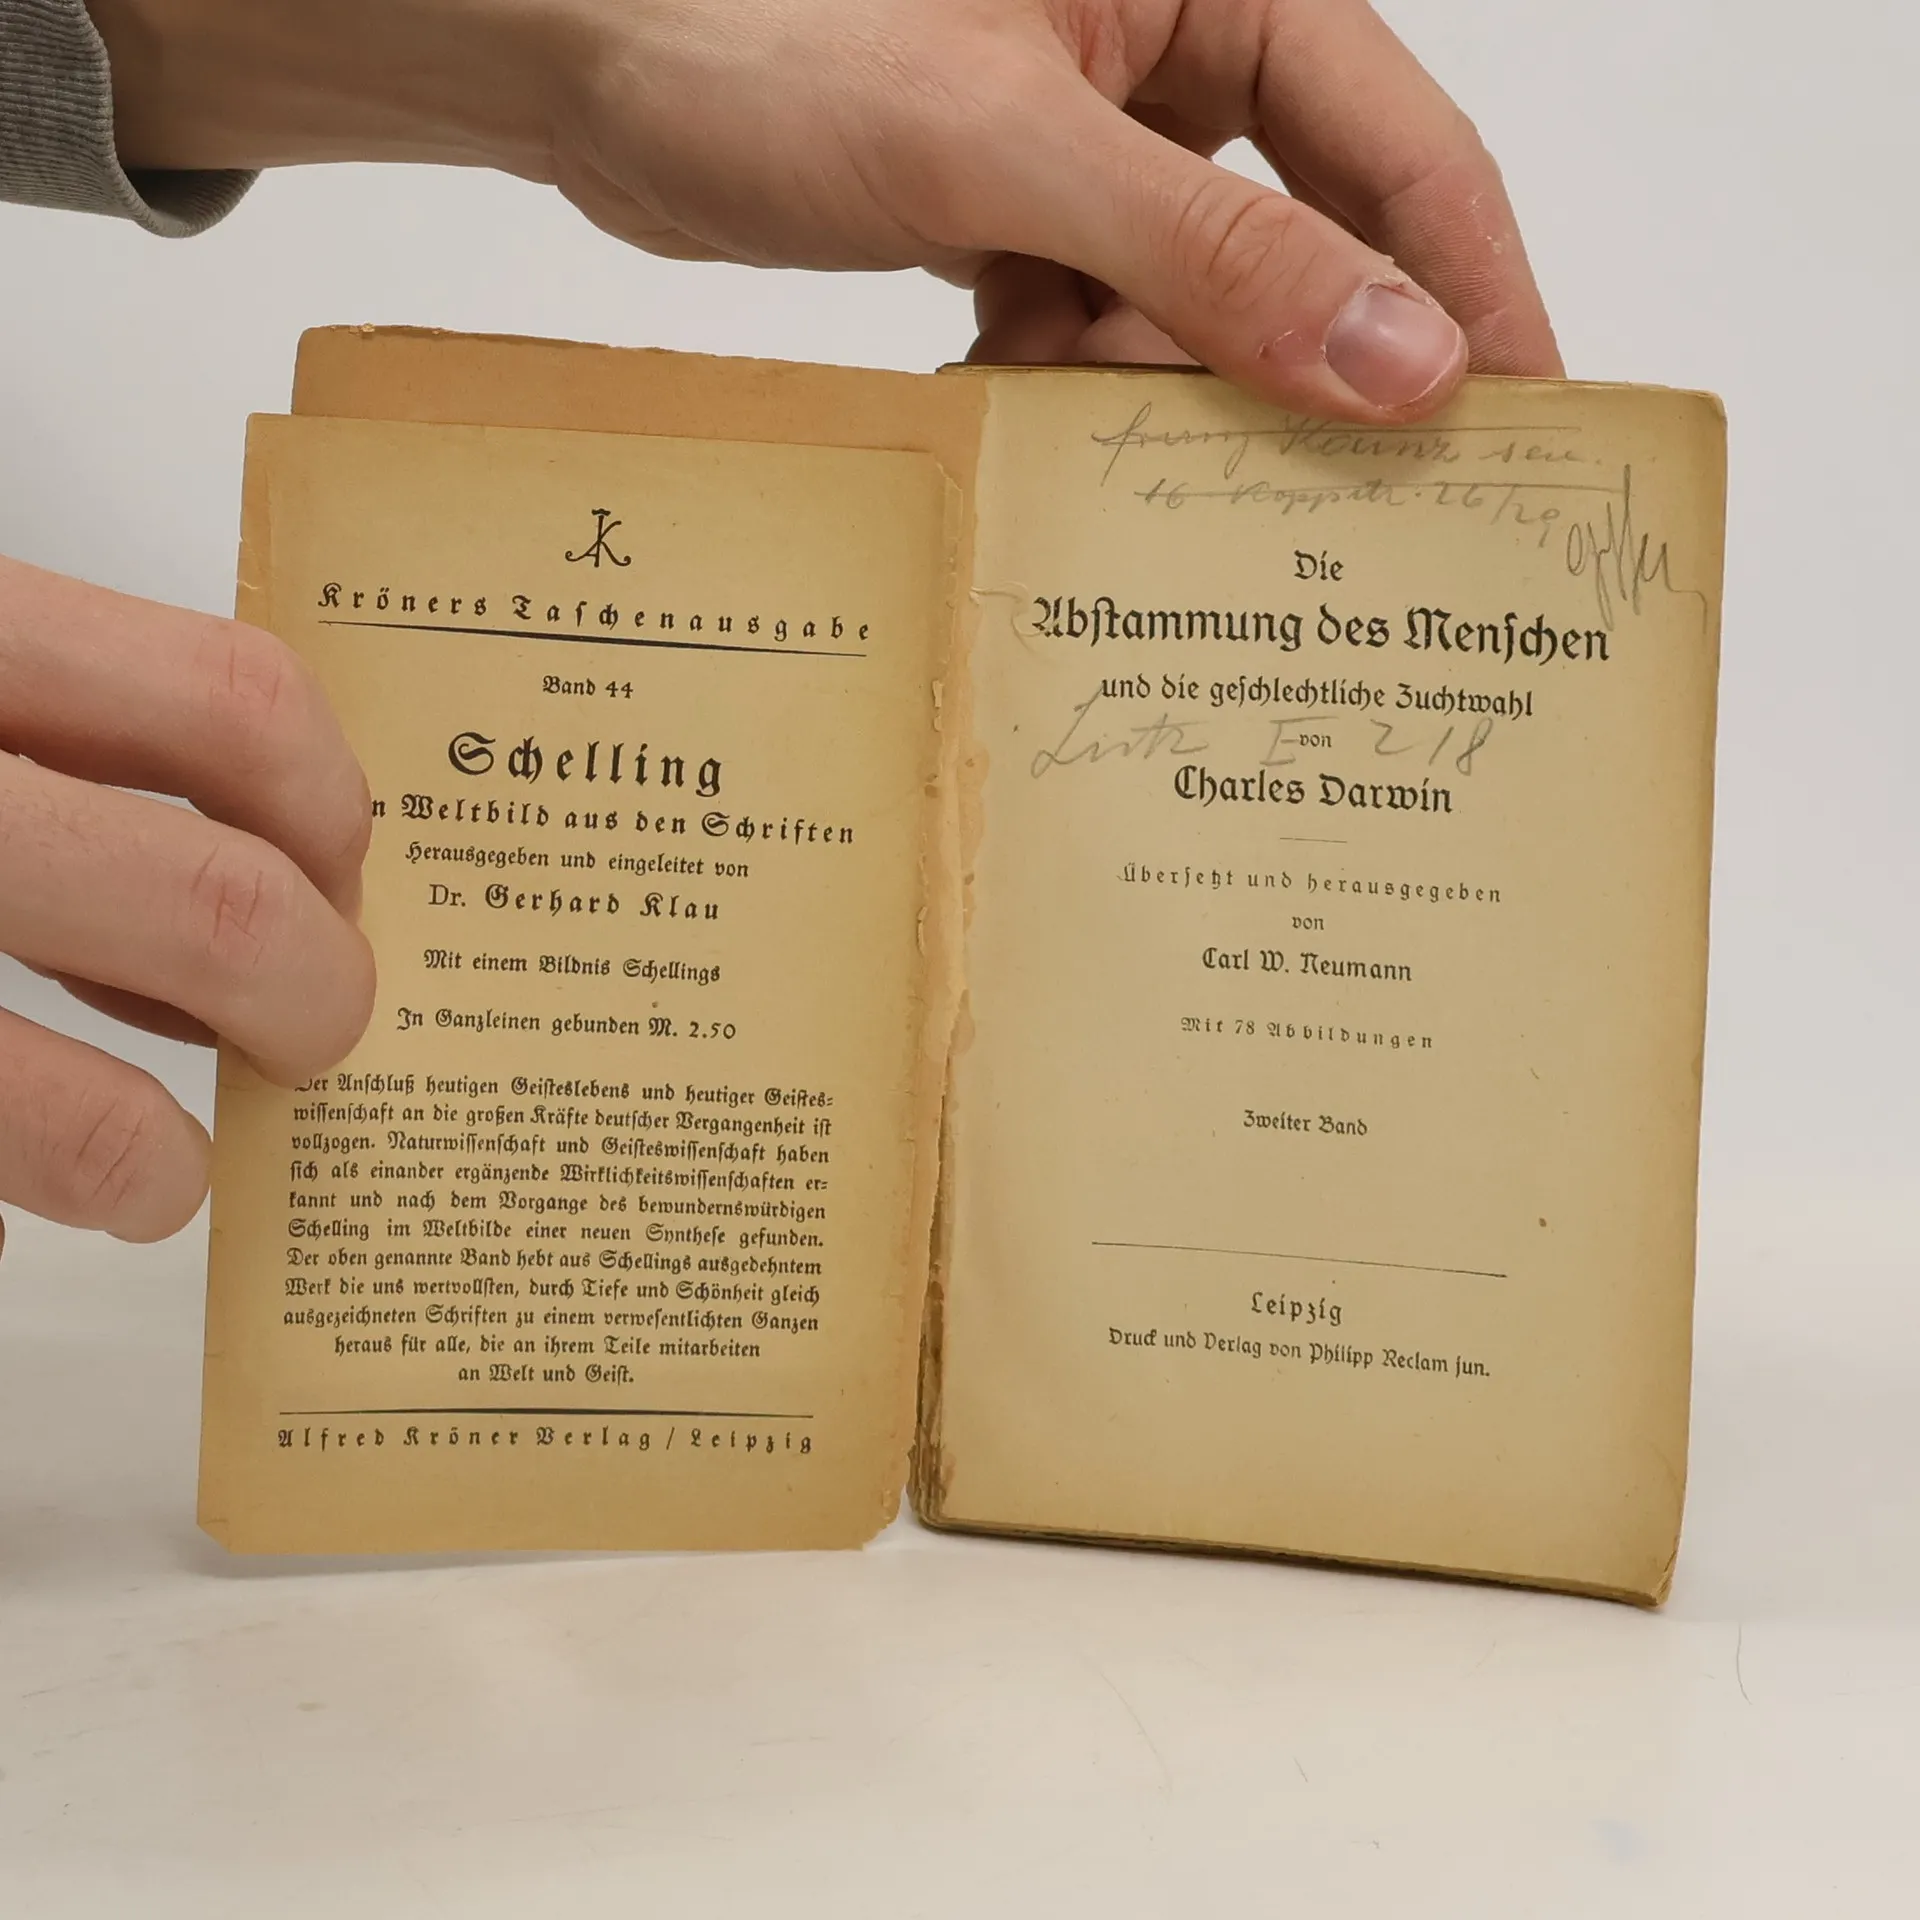 Kröners Taschenausgabe
Band 44
Schelling
n Weltbild aus den Schriften
Herausgegeben und eingeleitet von
Dr. Gerhard Klau
Mit einem Bildnis Schellings
In Ganzleinen gebunden M. 2.50
Der Anschluß heutigen Geisteslebens und heutiger Geistes-
wissenschaft an die großen Kräfte deutscher Vergangenheit ist
vollzogen. Naturwissenschaft und Geisteswissenschaft haben
sich als einander ergänzende Wirklichkeitswissenschaften er-
kannt und nach dem Vorgange des bewundernswürdigen
Schelling im Weltbilde einer neuen Synthese gefunden.
Der oben genannte Band hebt aus Schellings ausgedehntem
Werk die uns wertvollsten, durch Tiefe und Schönheit gleich
ausgezeichneten Schriften zu einem verwesentlichten Ganzen
heraus für alle, die an ihrem Teile mitarbeiten
an Welt und Geist.
Alfred Kröner Verlag / Leipzig
sen.
16 26/29
Die
Abstammung des Menschen
und die geschlechtliche Zuchtwahl
218
von
Charles Darwin
Übersetzt und herausgegeben
von
Carl W. Neumann
Mit 78 Abbildungen
Zweiter Band
Leipzig
Druck und Verlag von Philipp Reclam jun.